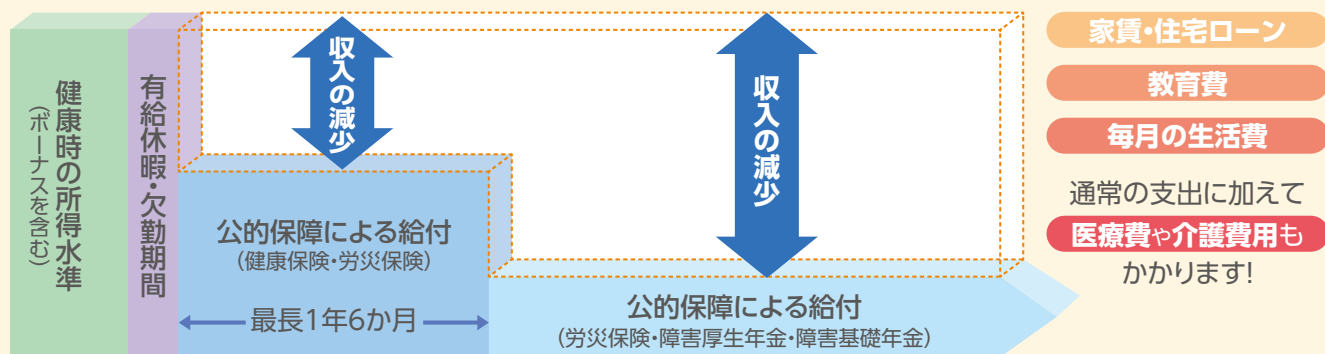 健康時の所得水準
(ボーナスを含む)
有給休暇・欠勤期間
収入の減少
公的保障による給付
(健康保険・労災保険)
最長1年6か月
収入の減少
公的保障による給付
(労災保険・障害厚生年金・障害基礎年金)
家賃・住宅ローン
教育費
毎月の生活費
通常の支出に加えて
医療費や介護費用も
かかります!